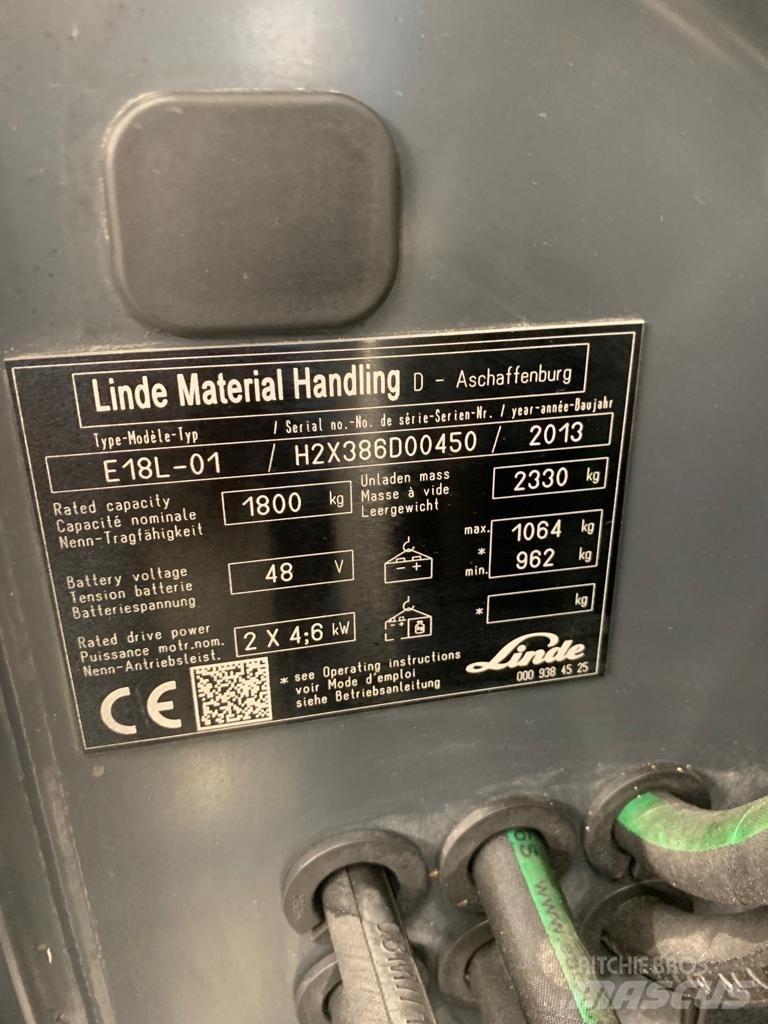 Linde Material Handling D - Aschaffenburg
Type-Modèle-Typ / Serial no.-No. de série-Serien-Nr. / year-année-Baujahr
E18L-01 / H2X386D00450 / 2013
Rated capacity
Capacité nominale
Nenn-Tragfähigkeit
1800 kg
Unladen mass
Masse à vide
Leergewicht
2330 kg
Battery voltage
Tension batterie
Batteriespannung
48 V
- +
max. 1064 kg
*
min. 962 kg
Rated drive power
Puissance motr.nom.
Nenn-Antriebsleist.
2 X 4;6 kW
* kg
CE
* see Operating instructions
voir Mode d'emploi
siehe Betriebsanleitung
Linde
000 938 45 25
65 www.
RITCHIE BROS
MASCUS